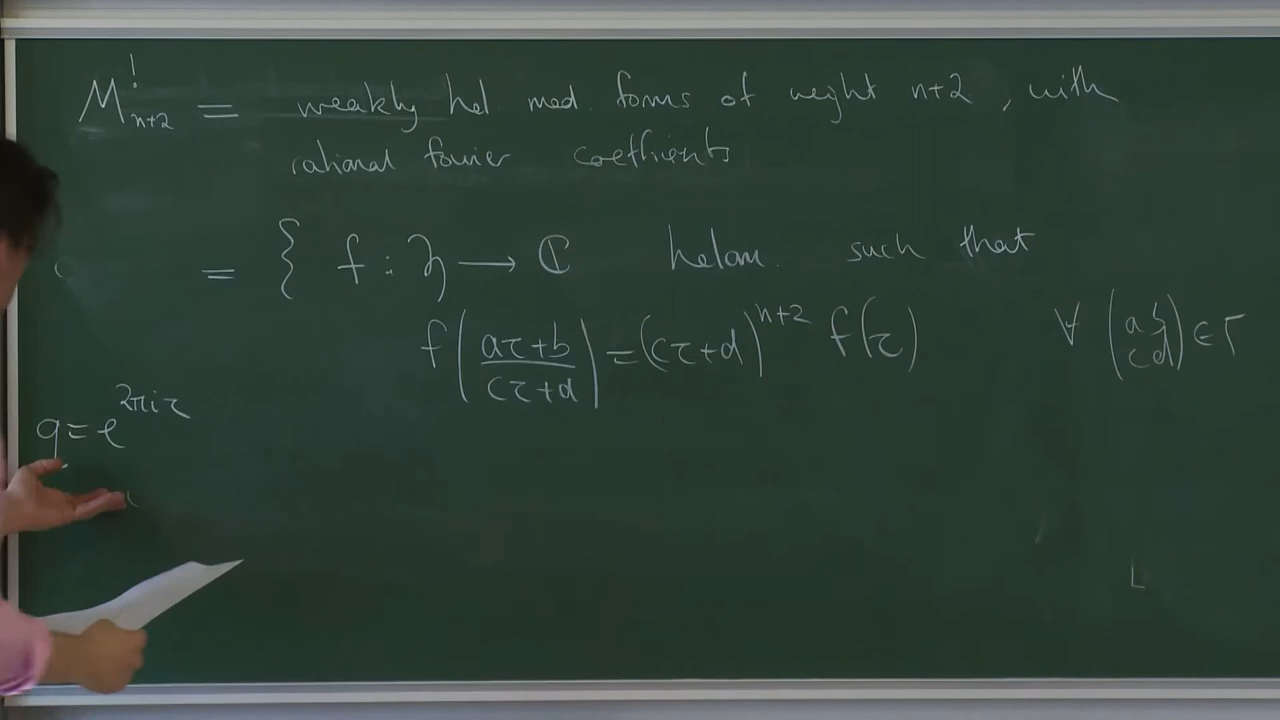 M^!_{n+2} = weakly hol. mod. forms of weight n+2, with
rational fourier coefficients
= { f : 𝔥 ⟶ ℂ holom. such that
f((aτ+b)/(cτ+d)) = (cτ+d)^{n+2} f(τ) ∀ (a b; c d) ∈ Γ
q = e^{2πiτ}